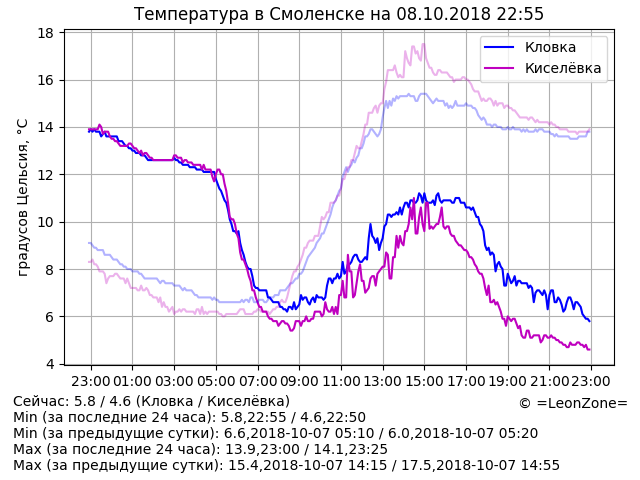 Температура в Смоленске на 08.10.2018 22:55
градусов Цельсия, °C
18
16
14
12
10
8
6
4
Кловка
Киселёвка
23:00 01:00 03:00 05:00 07:00 09:00 11:00 13:00 15:00 17:00 19:00 21:00 23:00
Сейчас: 5.8 / 4.6 (Кловка / Киселёвка)
© =LeonZone=
Min (за последние 24 часа): 5.8,22:55 / 4.6,22:50
Min (за предыдущие сутки): 6.6,2018-10-07 05:10 / 6.0,2018-10-07 05:20
Max (за последние 24 часа): 13.9,23:00 / 14.1,23:25
Max (за предыдущие сутки): 15.4,2018-10-07 14:15 / 17.5,2018-10-07 14:55